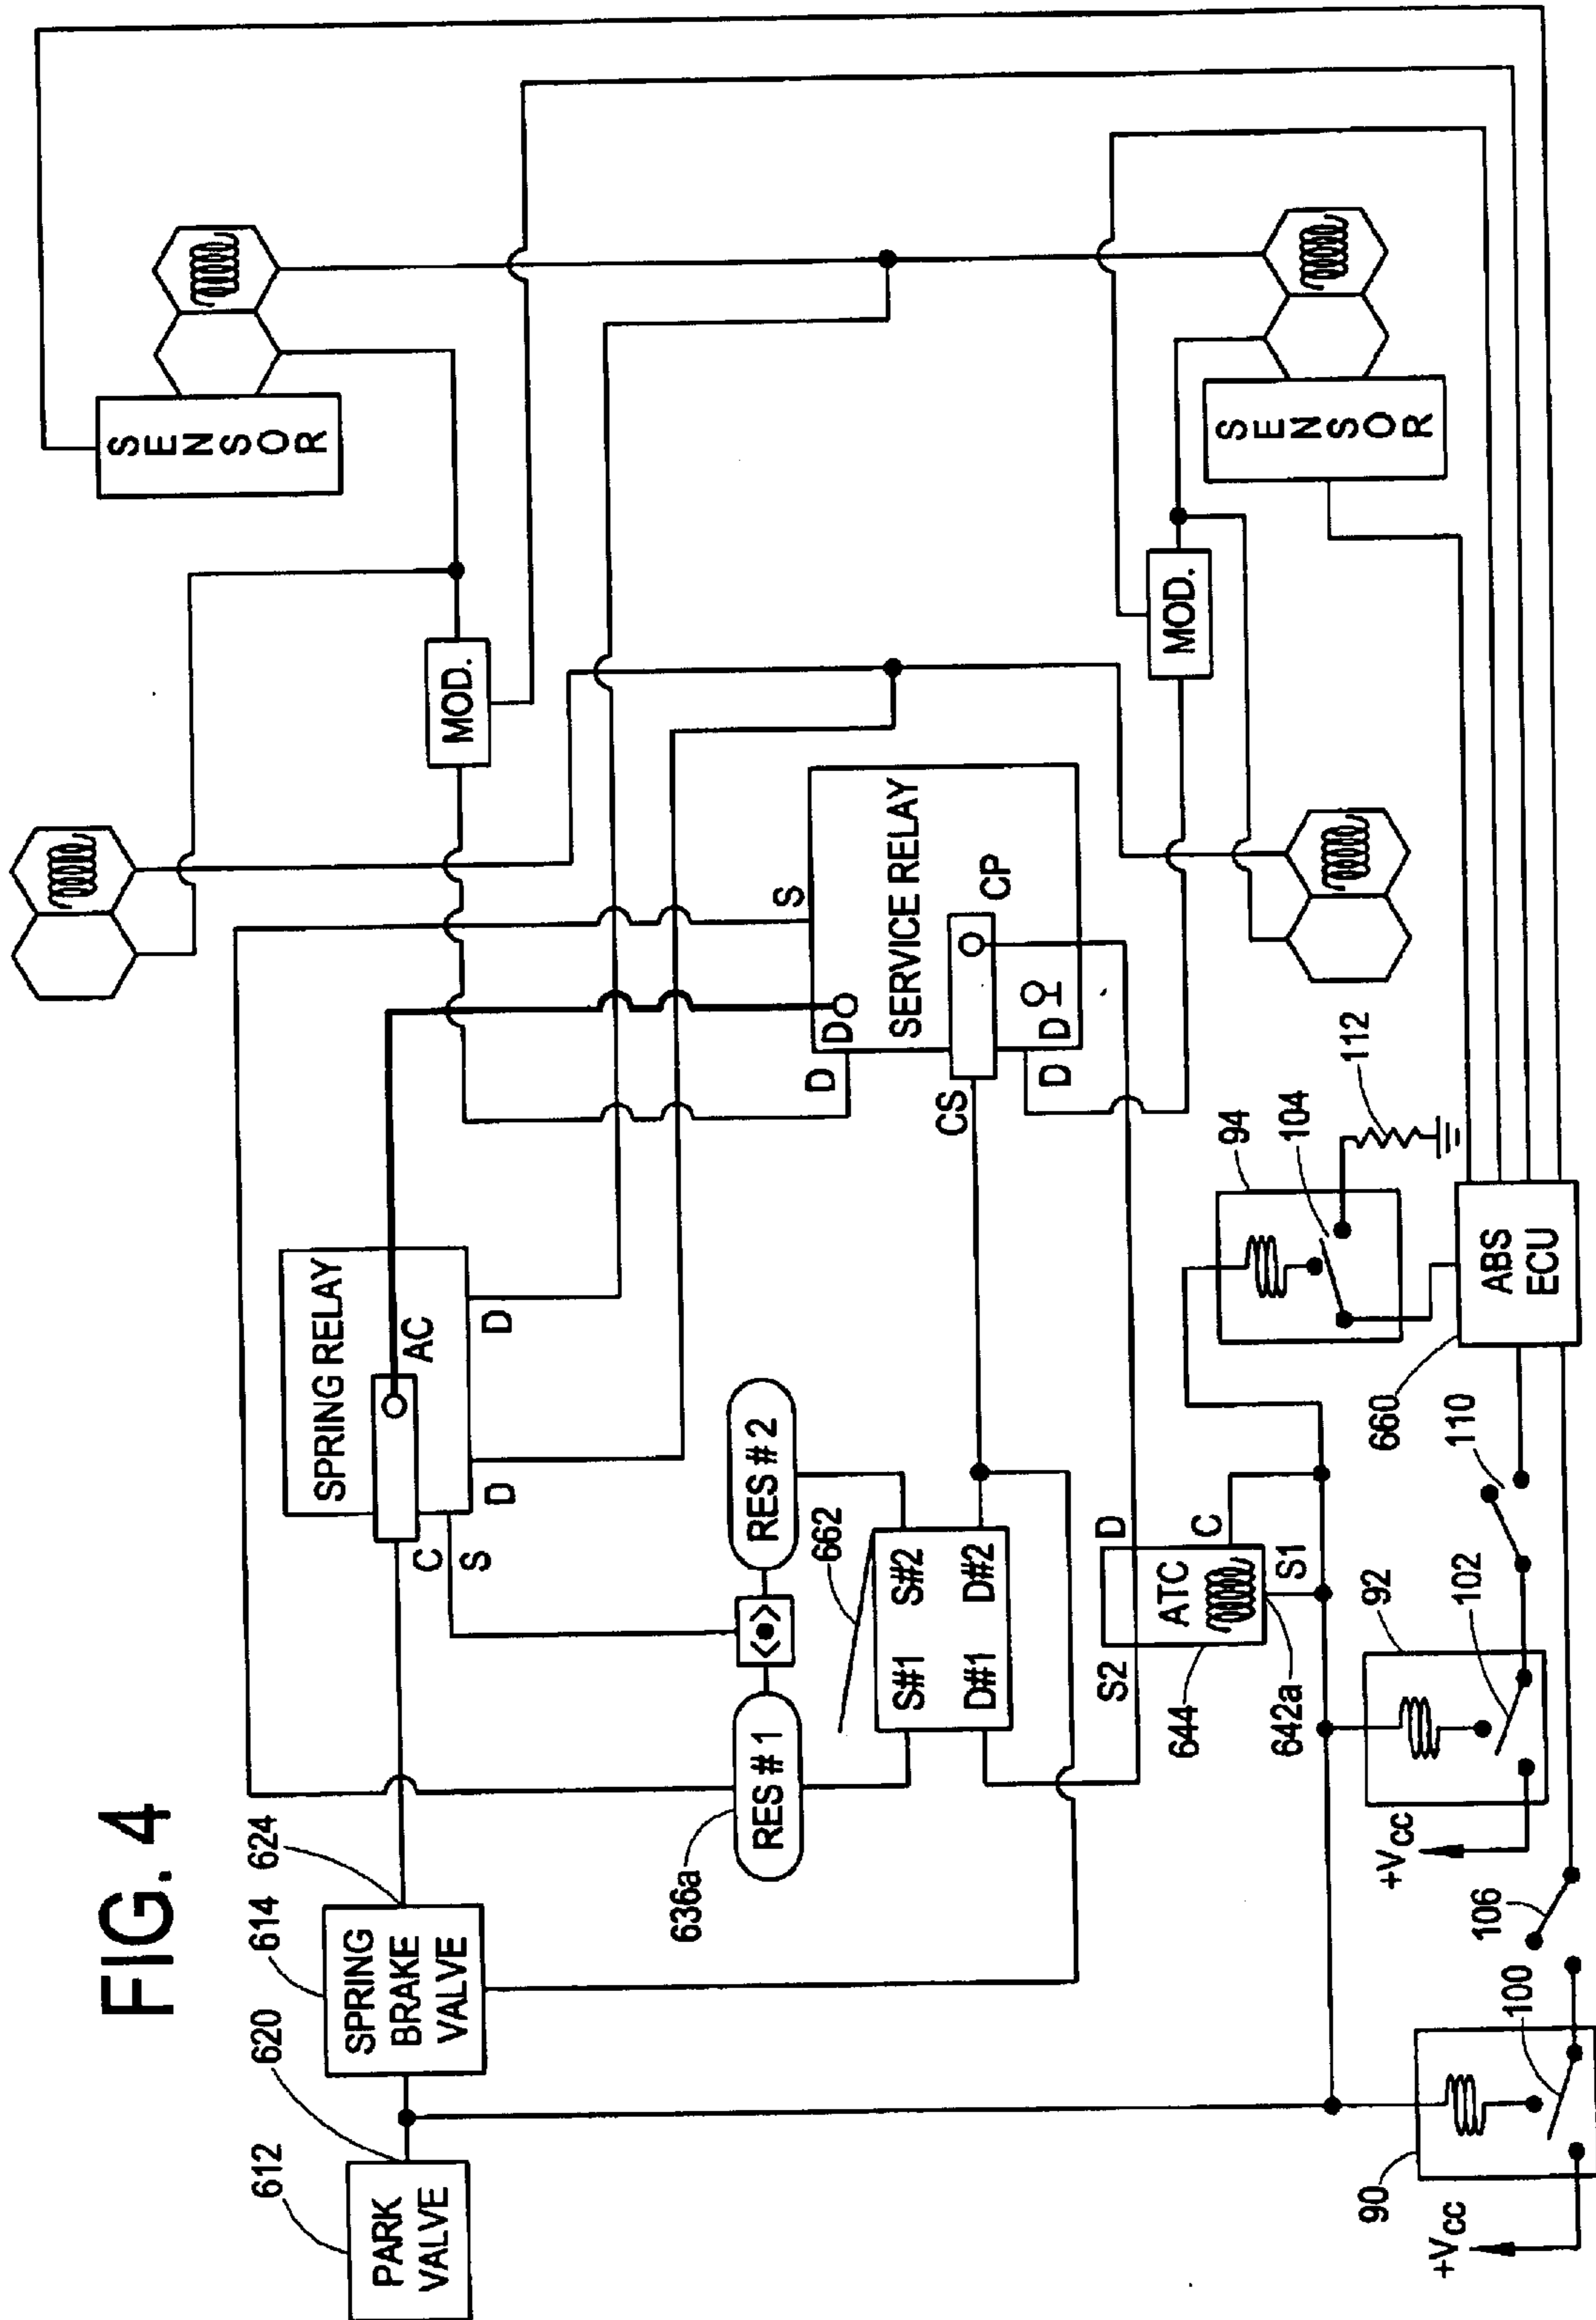 FIG. 4
612
620
614
624
PARK
VALVE
SPRING
BRAKE
VALVE
SPRING RELAY
AC
C
S
D
D
636a
RES # 1
RES # 2
662
S#1
S#2
D#1
D#2
S
D
D
SERVICE RELAY
CP
CS
D
D
MOD.
MOD.
SENSOR
SENSOR
S2
D
ATC
C
S1
644
642a
94
104
112
92
102
110
660
ABS
ECU
+Vcc
+Vcc
90
100
106